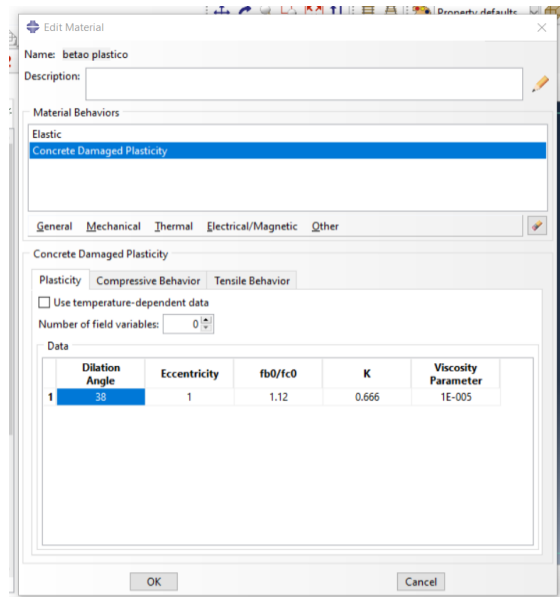 Property defaults
Edit Material
Name: betao plastico
Description:
Material Behaviors
Elastic
Concrete Damaged Plasticity
General Mechanical Thermal Electrical/Magnetic Other
Concrete Damaged Plasticity
Plasticity Compressive Behavior Tensile Behavior
Use temperature-dependent data
Number of field variables: 0
Data
Dilation Angle Eccentricity fb0/fc0 K Viscosity Parameter
1 38 1 1.12 0.666 1E-005
OK Cancel